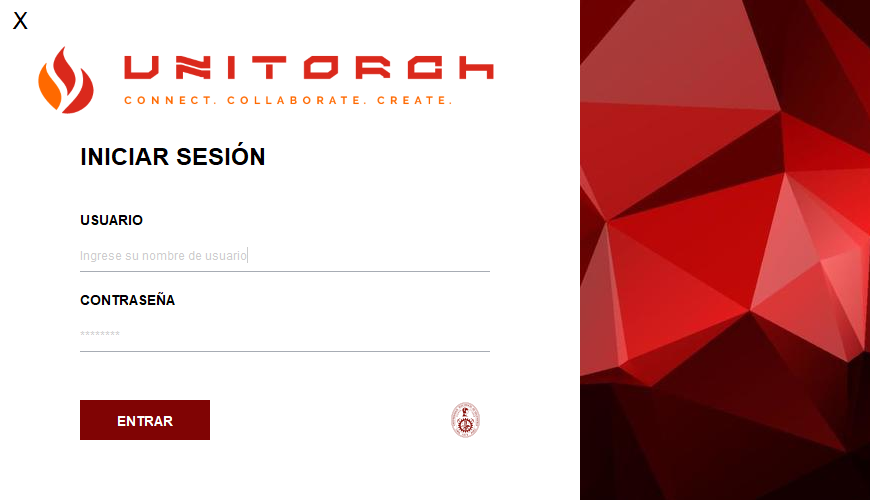 X
UNITORCH
CONNECT. COLLABORATE. CREATE.
INICIAR SESIÓN
USUARIO
Ingrese su nombre de usuario
CONTRASEÑA
********
ENTRAR